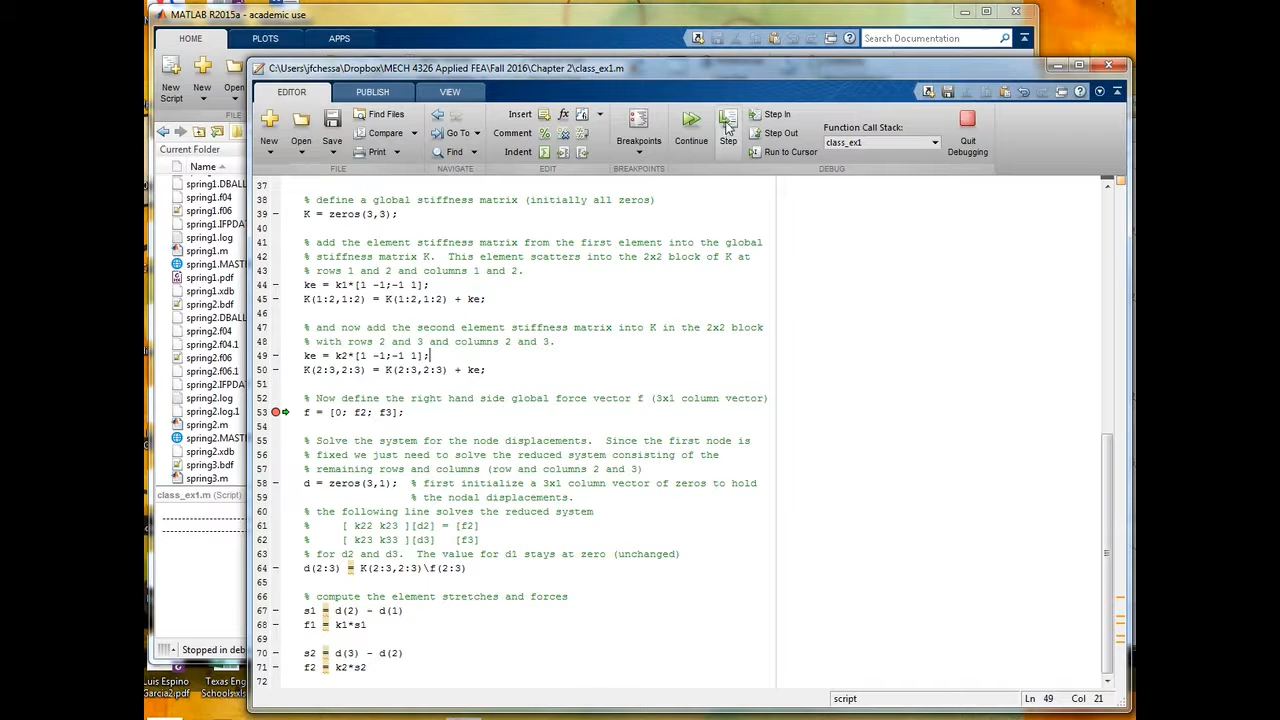 MATLAB R2015a - academic use
HOME PLOTS APPS
Search Documentation
New Script
New
Open
FILE
Current Folder
Name
spring1.DBALL
spring1.f04
spring1.f06
spring1.IFPDAT
spring1.log
spring1.m
spring1.MASTE
spring1.pdf
spring1.xdb
spring2.bdf
spring2.DBALL
spring2.f04
spring2.f04.1
spring2.f06
spring2.f06.1
spring2.IFPDAT
spring2.log
spring2.log.1
spring2.m
spring2.MASTE
spring2.xdb
spring3.bdf
spring3.m
class_ex1.m (Script)
Stopped in deb
Luis Espino Garcia2.pdf
Texas Eng Schools.xls
C:\Users\jfchessa\Dropbox\MECH 4326 Applied FEA\Fall 2016\Chapter 2\class_ex1.m
EDITOR PUBLISH VIEW
New Open Save
Find Files
Compare
Print
FILE
Go To
Find
NAVIGATE
Insert
Comment
Indent
EDIT
Breakpoints
BREAKPOINTS
Continue
Step
Step In
Step Out
Run to Cursor
Function Call Stack:
class_ex1
DEBUG
Quit Debugging
37
38 % define a global stiffness matrix (initially all zeros)
39 K = zeros(3,3);
40
41 % add the element stiffness matrix from the first element into the global
42 % stiffness matrix K.  This element scatters into the 2x2 block of K at
43 % rows 1 and 2 and columns 1 and 2.
44 ke = k1*[1 -1;-1 1];
45 K(1:2,1:2) = K(1:2,1:2) + ke;
46
47 % and now add the second element stiffness matrix into K in the 2x2 block
48 % with rows 2 and 3 and columns 2 and 3.
49 ke = k2*[1 -1;-1 1];
50 K(2:3,2:3) = K(2:3,2:3) + ke;
51
52 % Now define the right hand side global force vector f (3x1 column vector)
53 f = [0; f2; f3];
54
55 % Solve the system for the node displacements.  Since the first node is
56 % fixed we just need to solve the reduced system consisting of the
57 % remaining rows and columns (row and columns 2 and 3)
58 d = zeros(3,1);  % first initialize a 3x1 column vector of zeros to hold
59 % the nodal displacements.
60 % the following line solves the reduced system
61 %     [ k22 k23 ][d2] = [f2]
62 %     [ k23 k33 ][d3]   [f3]
63 % for d2 and d3.  The value for d1 stays at zero (unchanged)
64 d(2:3) = K(2:3,2:3)\f(2:3)
65
66 % compute the element stretches and forces
67 s1 = d(2) - d(1)
68 f1 = k1*s1
69
70 s2 = d(3) - d(2)
71 f2 = k2*s2
72
script
Ln 49 Col 21